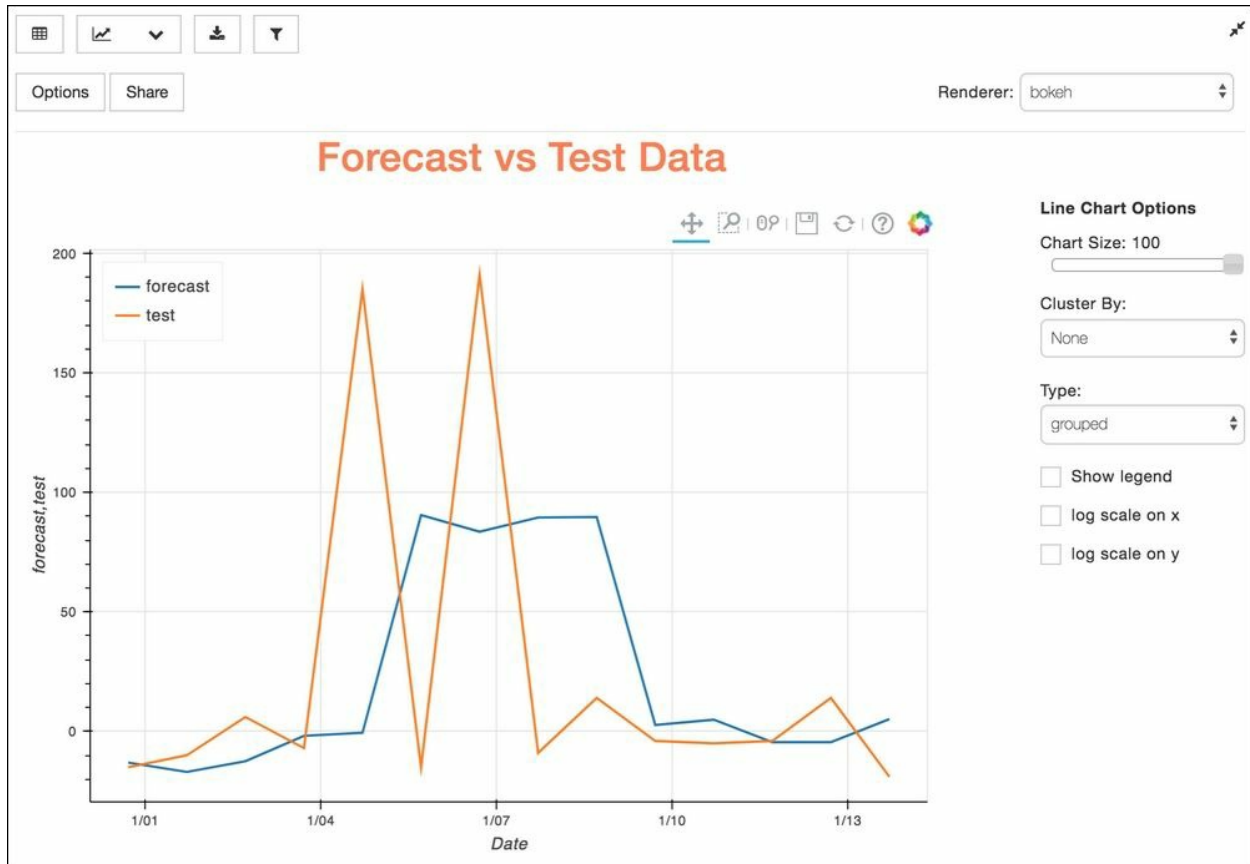 Options Share Renderer: bokeh
Forecast vs Test Data
Line Chart Options
Chart Size: 100
Cluster By:
None
Type:
grouped
Show legend
log scale on x
log scale on y
forecast
test
200
150
100
50
0
forecast,test
1/01 1/04 1/07 1/10 1/13
Date